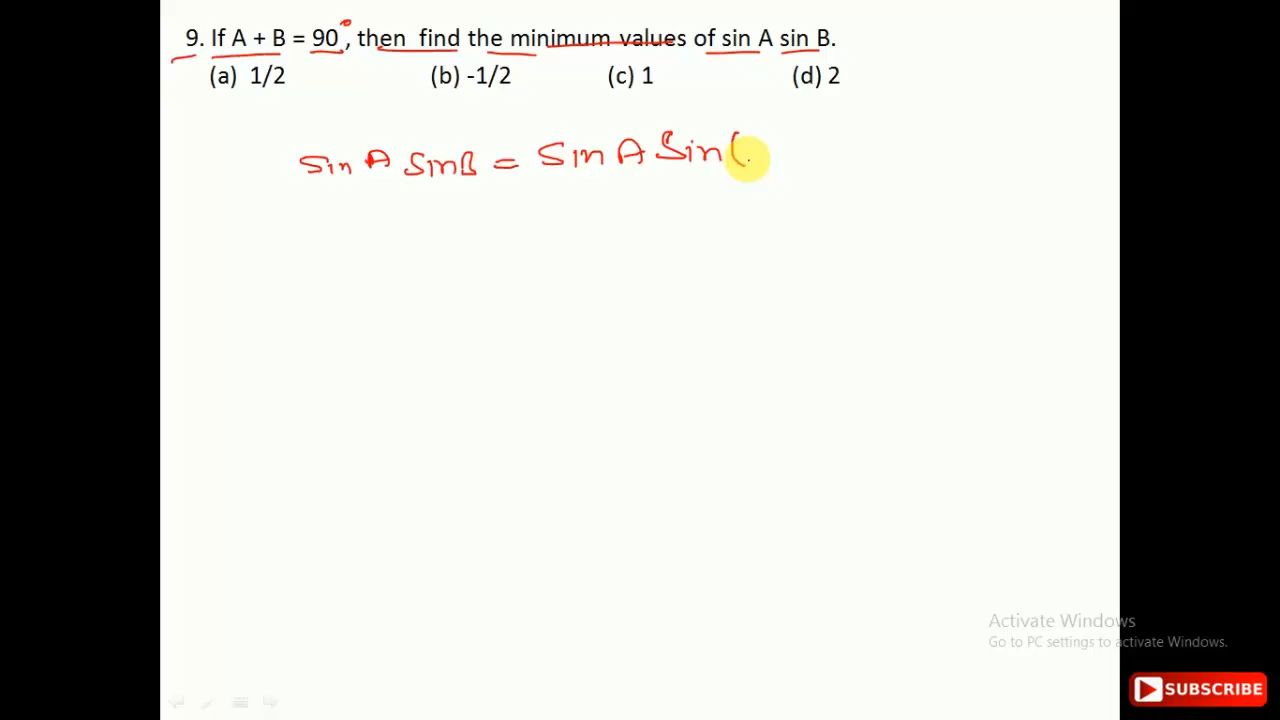 9. If A + B = 90°, then find the minimum values of sin A sin B.
(a) 1/2 (b) -1/2 (c) 1 (d) 2
sin A sin B = sin A sin(
Activate Windows
Go to PC settings to activate Windows.
SUBSCRIBE